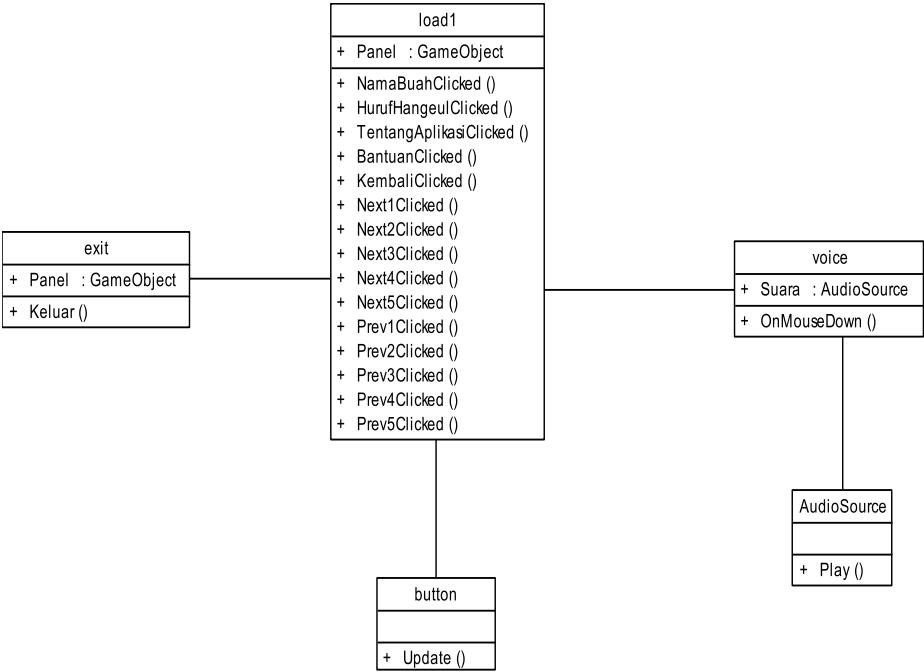 load1
+ Panel : GameObject
+ NamaBuahClicked ()
+ HurufHangeulClicked ()
+ TentangAplikasiClicked ()
+ BantuanClicked ()
+ KembaliClicked ()
+ Next1Clicked ()
+ Next2Clicked ()
+ Next3Clicked ()
+ Next4Clicked ()
+ Next5Clicked ()
+ Prev1Clicked ()
+ Prev2Clicked ()
+ Prev3Clicked ()
+ Prev4Clicked ()
+ Prev5Clicked ()
exit
+ Panel : GameObject
+ Keluar ()
voice
+ Suara : AudioSource
+ OnMouseDown ()
AudioSource
+ Play ()
button
+ Update ()